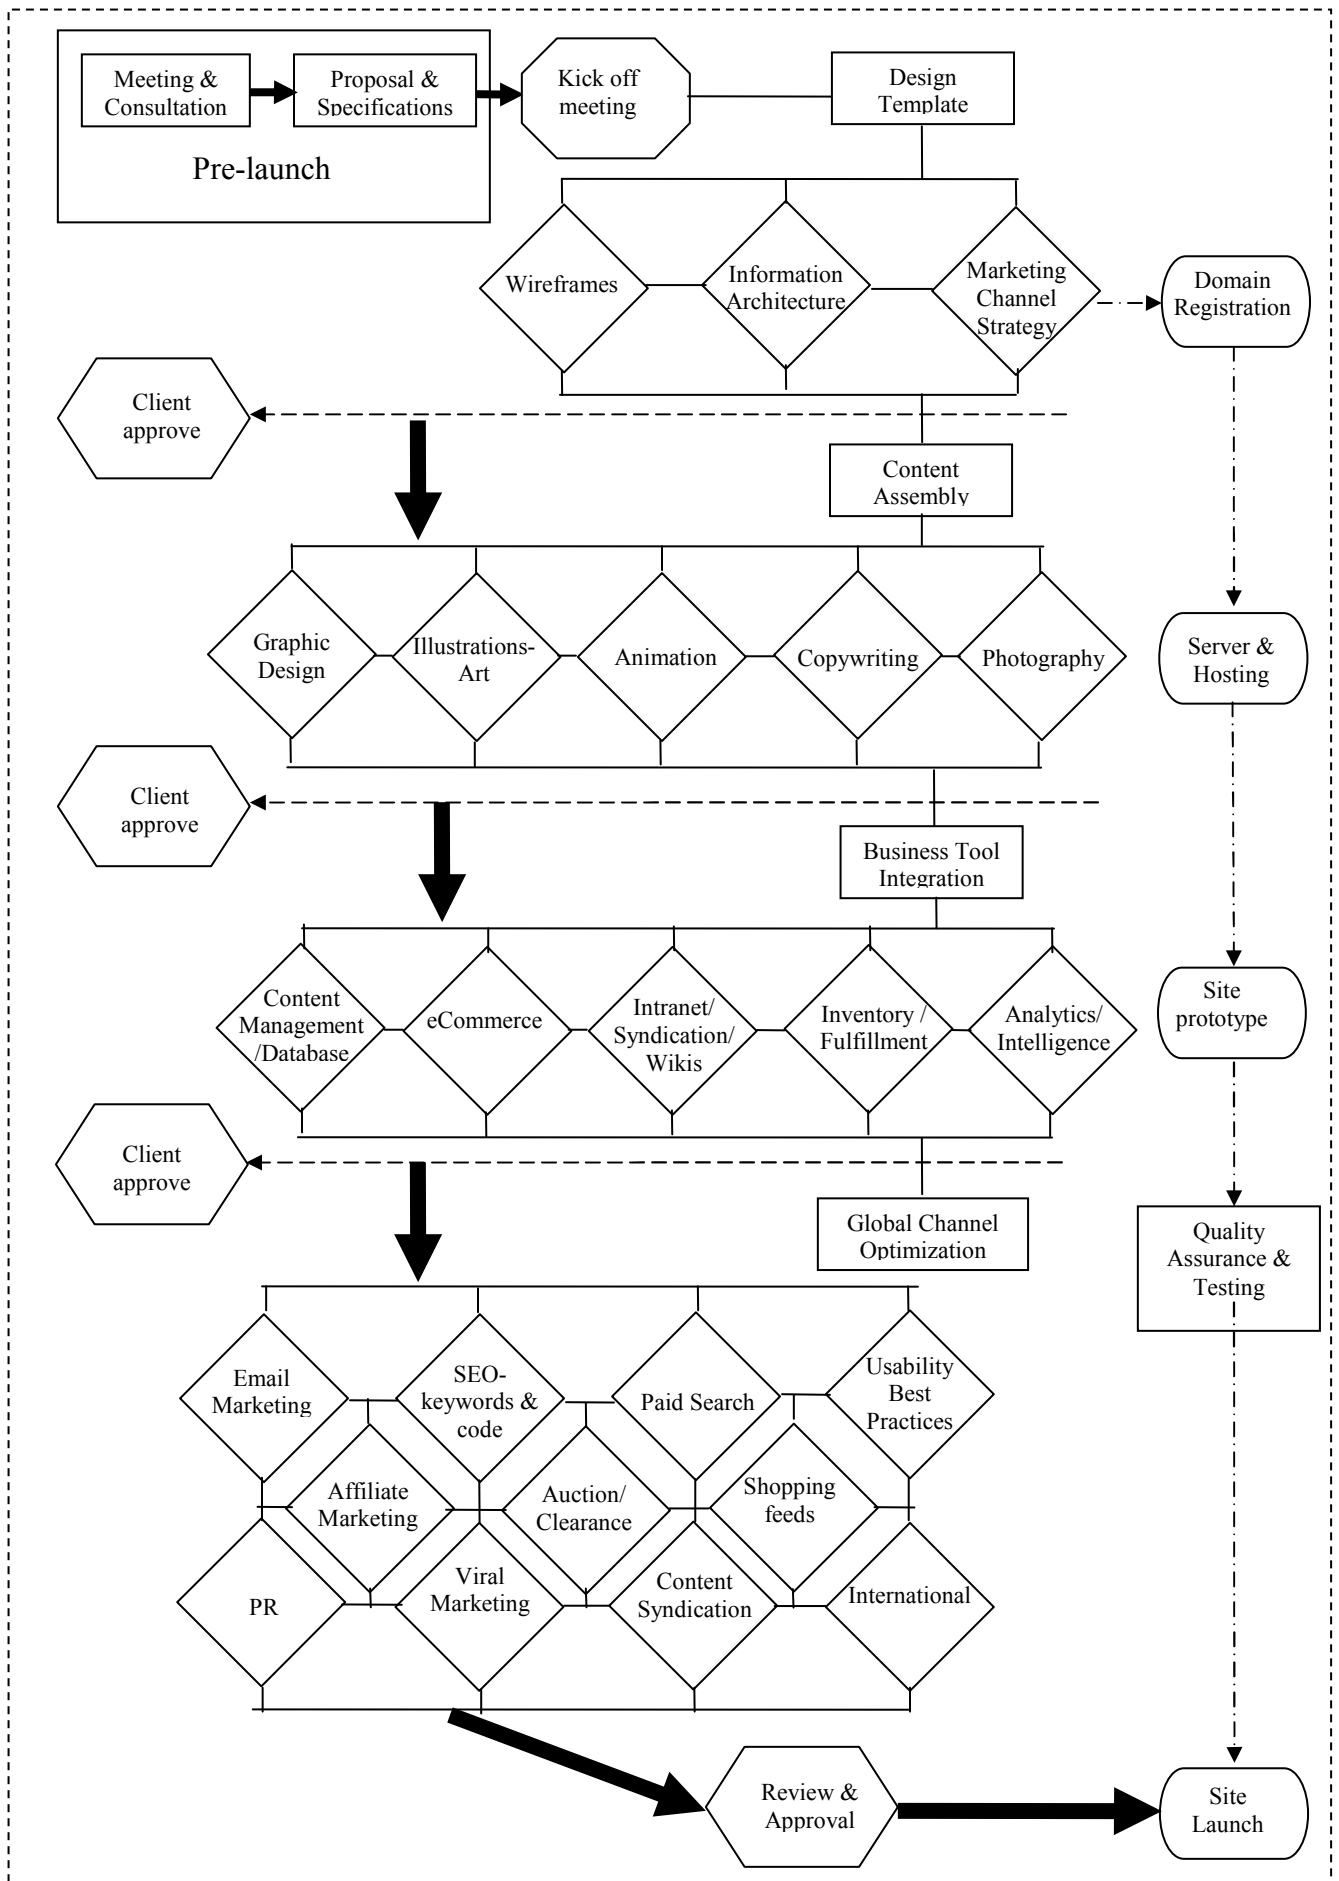 Meeting &
Consultation
Proposal &
Specifications
Pre-launch
Kick off
meeting
Design
Template
Wireframes
Information
Architecture
Marketing
Channel
Strategy
Domain
Registration
Client
approve
Content
Assembly
Graphic
Design
Illustrations-
Art
Animation
Copywriting
Photography
Server &
Hosting
Client
approve
Business Tool
Integration
Content
Management
/Database
eCommerce
Intranet/
Syndication/
Wikis
Inventory /
Fulfillment
Analytics/
Intelligence
Site
prototype
Client
approve
Global Channel
Optimization
Quality
Assurance &
Testing
Email
Marketing
SEO-
keywords &
code
Paid Search
Usability
Best
Practices
Affiliate
Marketing
Auction/
Clearance
Shopping
feeds
PR
Viral
Marketing
Content
Syndication
International
Review &
Approval
Site
Launch